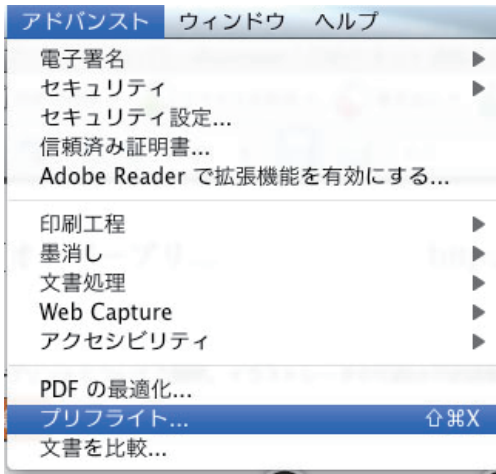 アドバンスト ウィンドウ ヘルプ
電子署名
セキュリティ
セキュリティ設定...
信頼済み証明書...
Adobe Reader で拡張機能を有効にする...
印刷工程
墨消し
文書処理
Web Capture
アクセシビリティ
PDF の最適化...
プリフライト... ⇧⌘X
文書を比較...